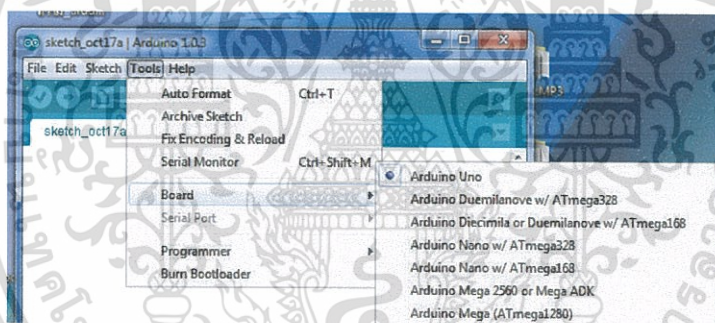 sketch_oct17a | Arduino 1.0.3
File Edit Sketch Tools Help
Auto Format Ctrl+T
Archive Sketch
sketch_oct17a
Fix Encoding & Reload
Serial Monitor Ctrl+Shift+M
Board
Serial Port
Programmer
Burn Bootloader
MP3
Arduino Uno
Arduino Duemilanove w/ ATmega328
Arduino Diecimila or Duemilanove w/ ATmega168
Arduino Nano w/ ATmega328
Arduino Nano w/ ATmega168
Arduino Mega 2560 or Mega ADK
Arduino Mega (ATmega1280)